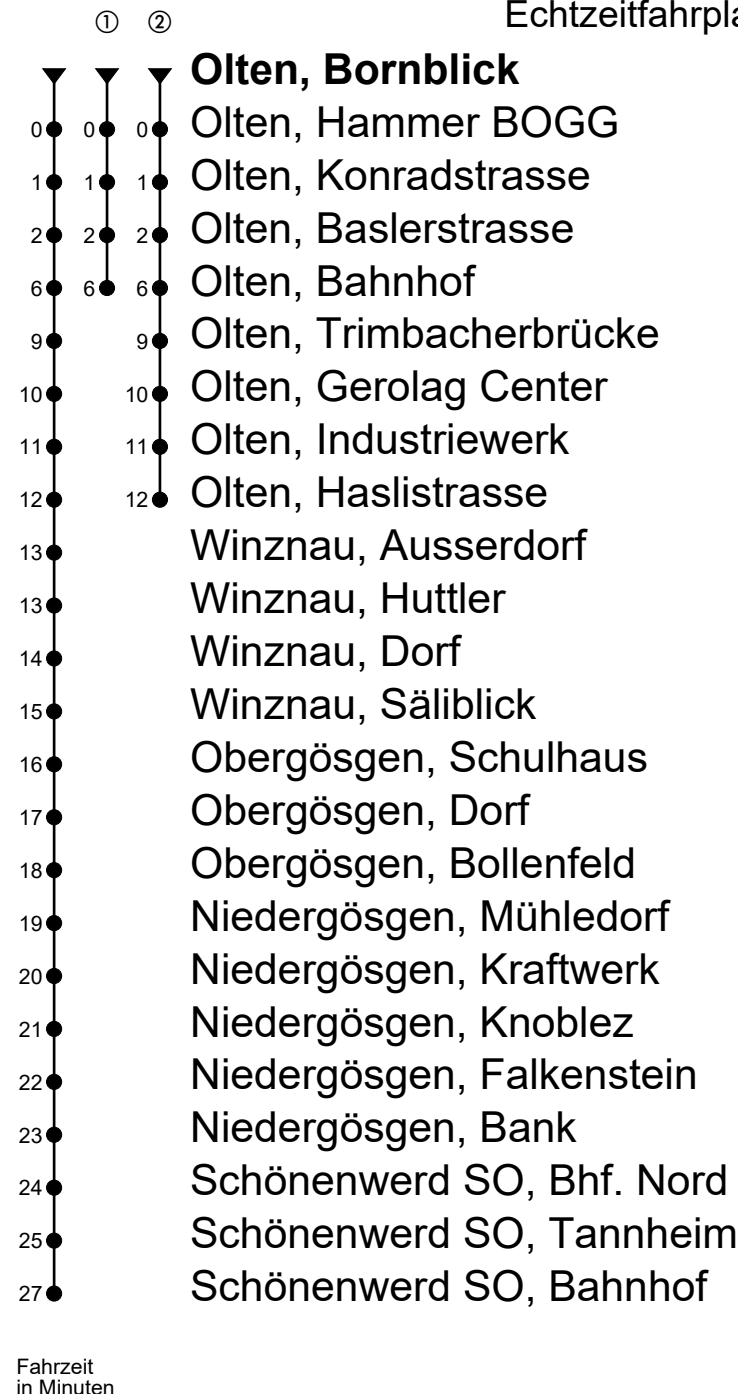 ① ② Echtzeitfahrpla
Olten, Bornblick
0 0 0 Olten, Hammer BOGG
1 1 1 Olten, Konradstrasse
2 2 2 Olten, Baslerstrasse
6 6 6 Olten, Bahnhof
9 9 Olten, Trimbacherbrücke
10 10 Olten, Gerolag Center
11 11 Olten, Industriewerk
12 12 Olten, Haslistrasse
13 Winznau, Ausserdorf
13 Winznau, Huttler
14 Winznau, Dorf
15 Winznau, Säliblick
16 Obergösgen, Schulhaus
17 Obergösgen, Dorf
18 Obergösgen, Bollenfeld
19 Niedergösgen, Mühledorf
20 Niedergösgen, Kraftwerk
21 Niedergösgen, Knoblez
22 Niedergösgen, Falkenstein
23 Niedergösgen, Bank
24 Schönenwerd SO, Bhf. Nord
25 Schönenwerd SO, Tannheim
27 Schönenwerd SO, Bahnhof
Fahrzeit
in Minuten